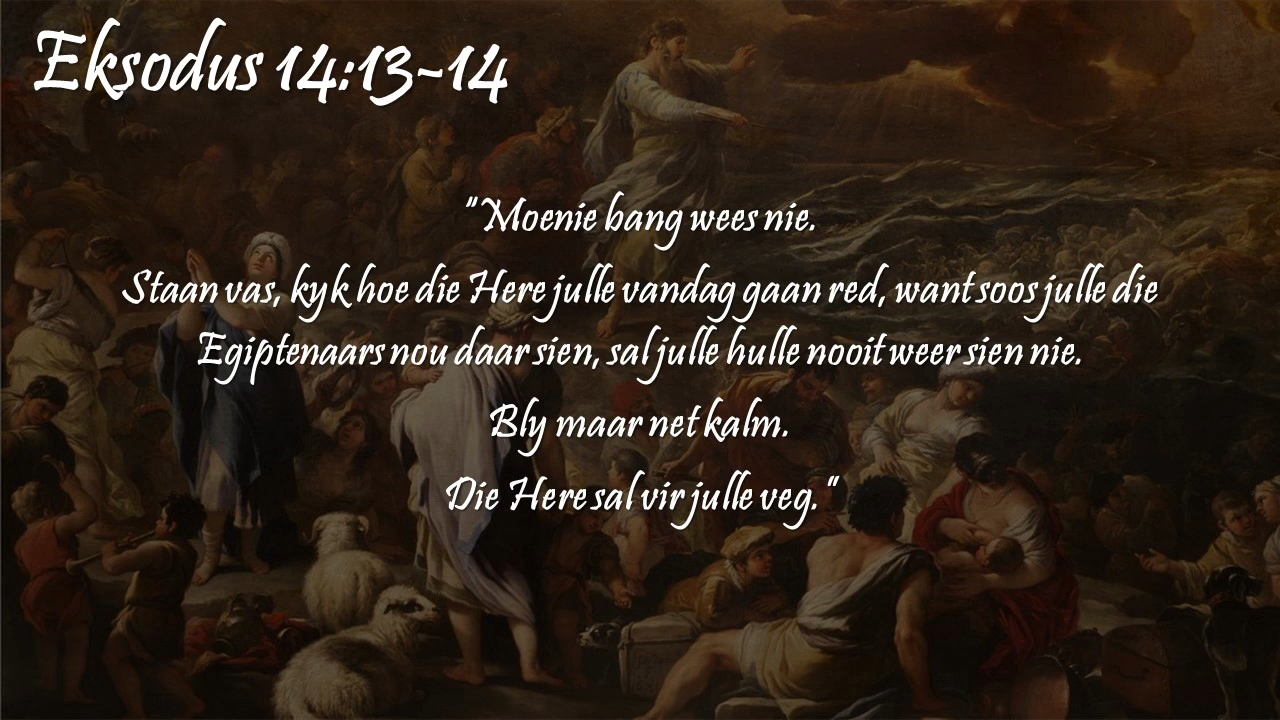 Eksodus 14:13-14
"Moenie bang wees nie.
Staan vas, kyk hoe die Here julle vandag gaan red, want soos julle die
Egiptenaars nou daar sien, sal julle hulle nooit weer sien nie.
Bly maar net kalm.
Die Here sal vir julle veg."